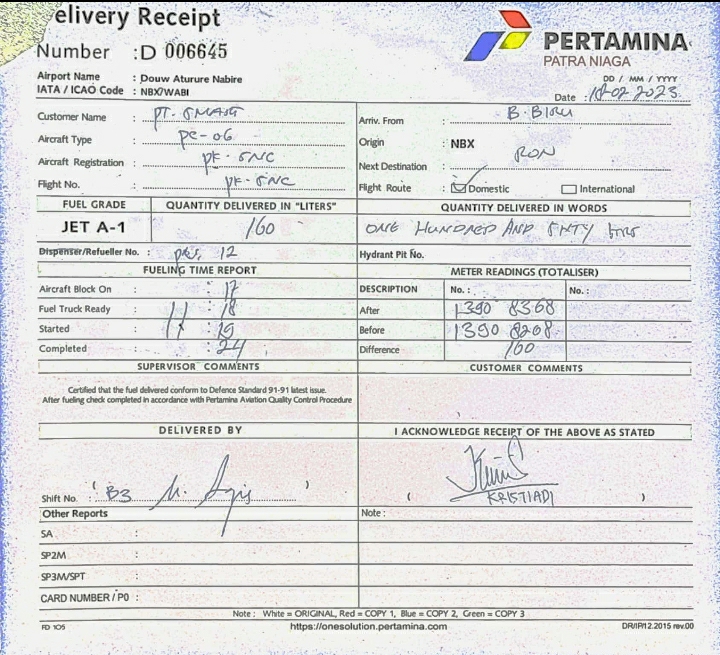 elivery Receipt
Number : D 006645
PERTAMINA
PATRA NIAGA
Airport Name : Douw Aturure Nabire
IATA / ICAO Code : NBX/WABI
DD / MM / YYYY
Date : 18-02-2023
Customer Name : PT. SMART
Arriv. From : B. BIRU
Aircraft Type : PC-06
Origin : NBX
Aircraft Registration : PK-SNC
Next Destination : RON
Flight No. : PK-SNC
Flight Route : Domestic International
FUEL GRADE QUANTITY DELIVERED IN "LITERS" QUANTITY DELIVERED IN WORDS
JET A-1 160 ONE HUNDRED AND SIXTY
Dispenser/Refueller No. : 12 Hydrant Pit No.
FUELING TIME REPORT METER READINGS (TOTALISER)
Aircraft Block On : 17 DESCRIPTION No. : No. :
Fuel Truck Ready : 18 After 1390 8368
Started 11 : 19 Before 1390 8208
Completed : 24 Difference 160
SUPERVISOR COMMENTS CUSTOMER COMMENTS
Certified that the fuel delivered conform to Defence Standard 91-91 latest issue.
After fueling check completed in accordance with Pertamina Aviation Quality Control Procedure
DELIVERED BY I ACKNOWLEDGE RECEIPT OF THE ABOVE AS STATED
Shift No. : B3 ( ) ( KRISTIADI )
Other Reports Note :
SA :
SP2M :
SP3M/SPT :
CARD NUMBER / PO :
Note : White = ORIGINAL, Red = COPY 1, Blue = COPY 2, Green = COPY 3
FD 105 https://onesolution.pertamina.com DR/IP/12.2015 rev.00